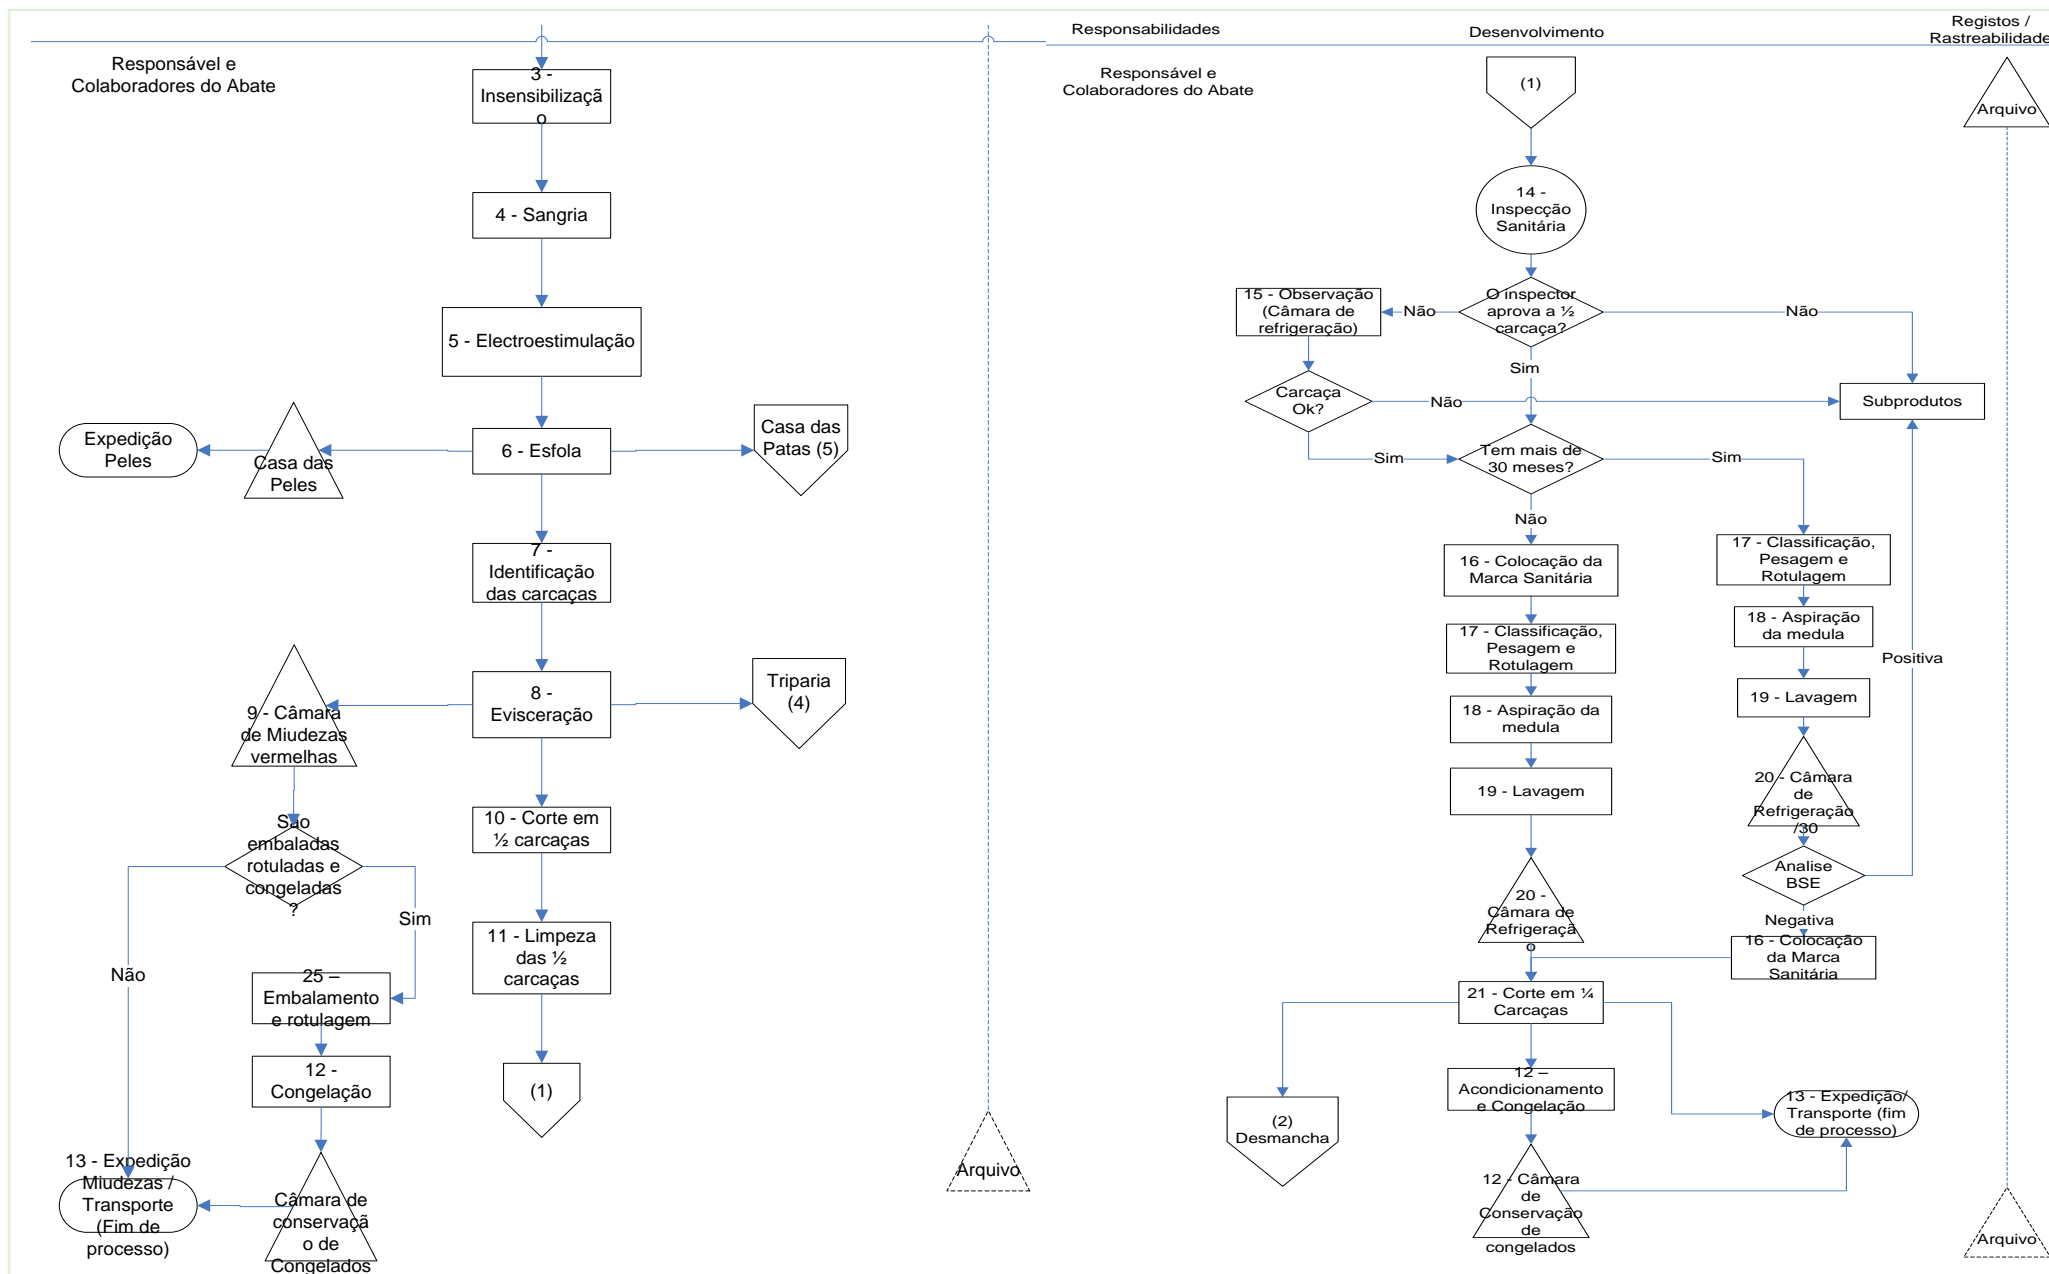 Responsável e
Colaboradores do Abate
3 -
Insensibilizaçã
o
4 - Sangria
5 - Electroestimulação
6 - Esfola
Casa das
Patas (5)
Casa das
Peles
Expedição
Peles
7 -
Identificação
das carcaças
8 -
Evisceração
Triparia
(4)
9 - Câmara
de Miudezas
vermelhas
São
embaladas
rotuladas e
congeladas
?
Sim
Não
10 - Corte em
½ carcaças
11 - Limpeza
das ½
carcaças
(1)
25 –
Embalamento
e rotulagem
12 -
Congelação
13 - Expedição
Miudezas /
Transporte
(Fim de
processo)
Câmara de
conservaçã
o de
Congelados
Arquivo
Responsabilidades
Desenvolvimento
Registos /
Rastreabilidade
Responsável e
Colaboradores do Abate
(1)
Arquivo
14 -
Inspecção
Sanitária
O inspector
aprova a ½
carcaça?
Não
Não
Sim
15 - Observação
(Câmara de
refrigeração)
Carcaça
Ok?
Não
Sim
Subprodutos
Tem mais de
30 meses?
Sim
Não
16 - Colocação da
Marca Sanitária
17 - Classificação,
Pesagem e
Rotulagem
18 - Aspiração da
medula
19 - Lavagem
20 -
Câmara de
Refrigeraçã
o
17 - Classificação,
Pesagem e
Rotulagem
18 - Aspiração
da medula
19 - Lavagem
20 - Câmara
de
Refrigeração
/30
Analise
BSE
Positiva
Negativa
16 - Colocação
da Marca
Sanitária
21 - Corte em ¼
Carcaças
(2)
Desmancha
12 –
Acondicionamento
e Congelação
13 - Expedição/
Transporte (fim
de processo)
12 - Câmara
de
Conservação
de
congelados
Arquivo